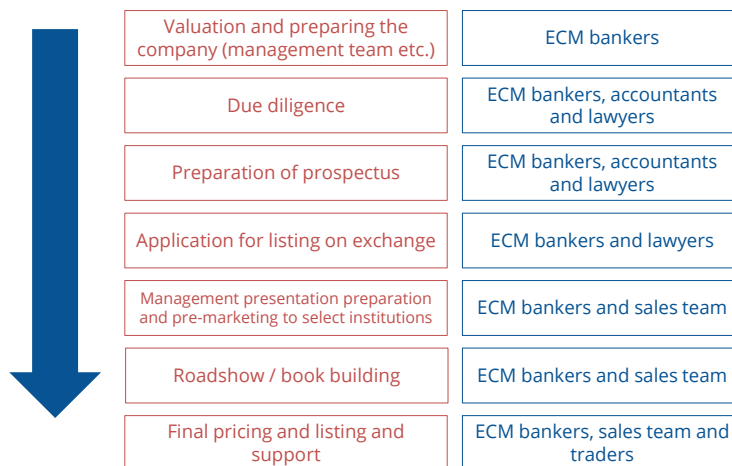 Valuation and preparing the
company (management team etc.)
ECM bankers
Due diligence
ECM bankers, accountants
and lawyers
Preparation of prospectus
ECM bankers, accountants
and lawyers
Application for listing on exchange
ECM bankers and lawyers
Management presentation preparation
and pre-marketing to select institutions
ECM bankers and sales team
Roadshow / book building
ECM bankers and sales team
Final pricing and listing and
support
ECM bankers, sales team and
traders